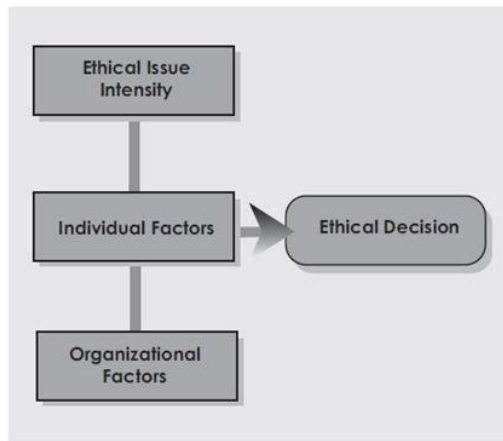 Ethical Issue
Intensity
Individual Factors
Ethical Decision
Organizational
Factors